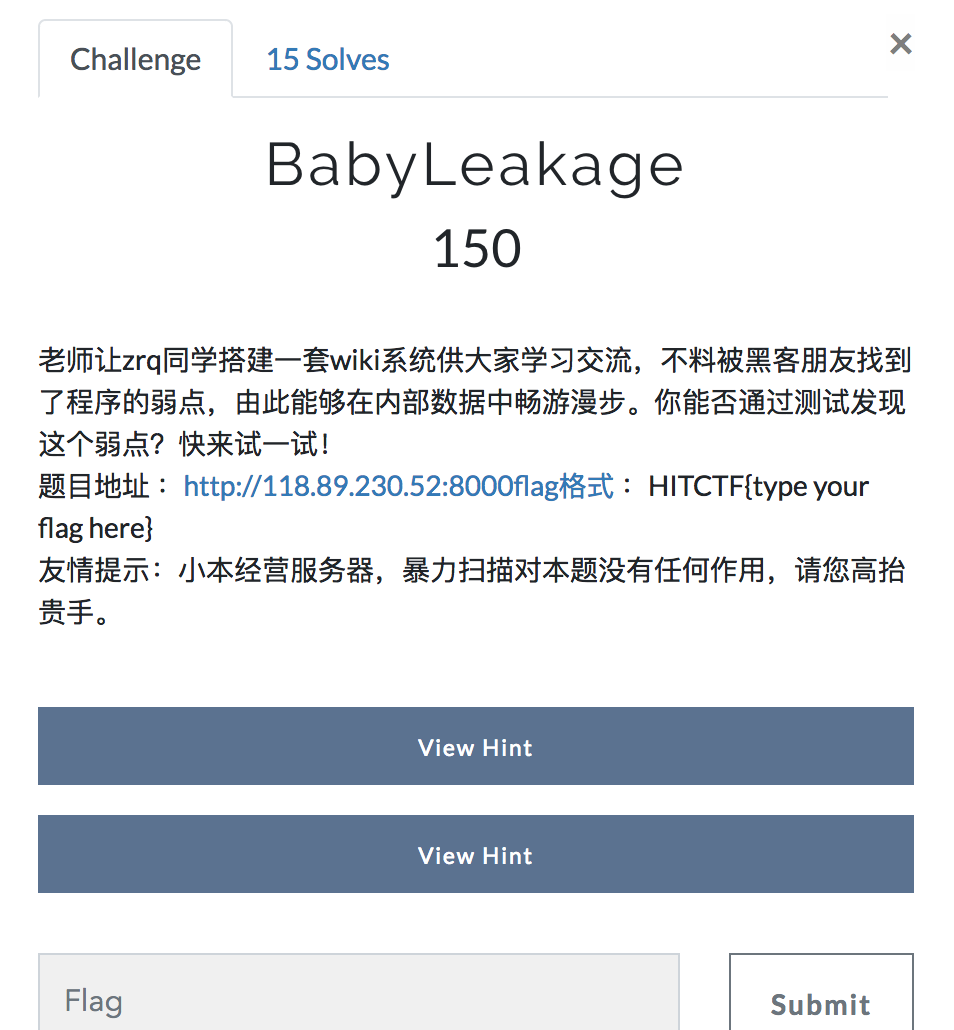 Challenge
15 Solves
×
BabyLeakage
150
老师让zrq同学搭建一套wiki系统供大家学习交流，不料被黑客朋友找到
了程序的弱点，由此能够在内部数据中畅游漫步。你能否通过测试发现
这个弱点？快来试一试！
题目地址： http://118.89.230.52:8000flag格式： HITCTF{type your
flag here}
友情提示：小本经营服务器，暴力扫描对本题没有任何作用，请您高抬
贵手。
View Hint
View Hint
Flag
Submit